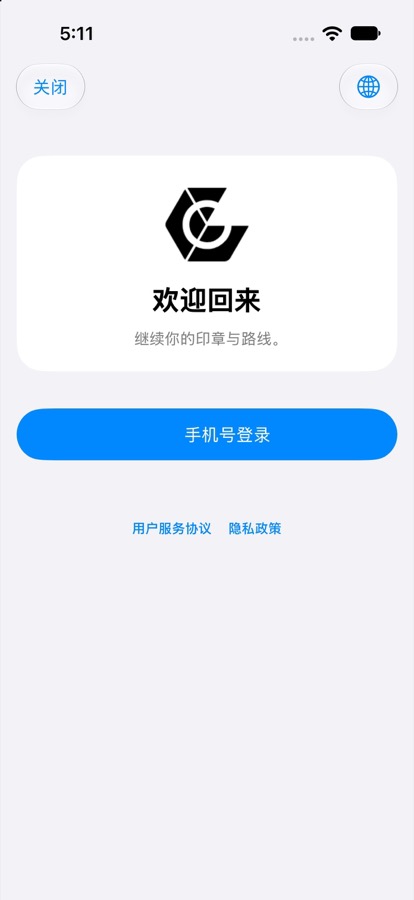 5:11
关闭
欢迎回来
继续你的印章与路线。
手机号登录
用户服务协议 隐私政策